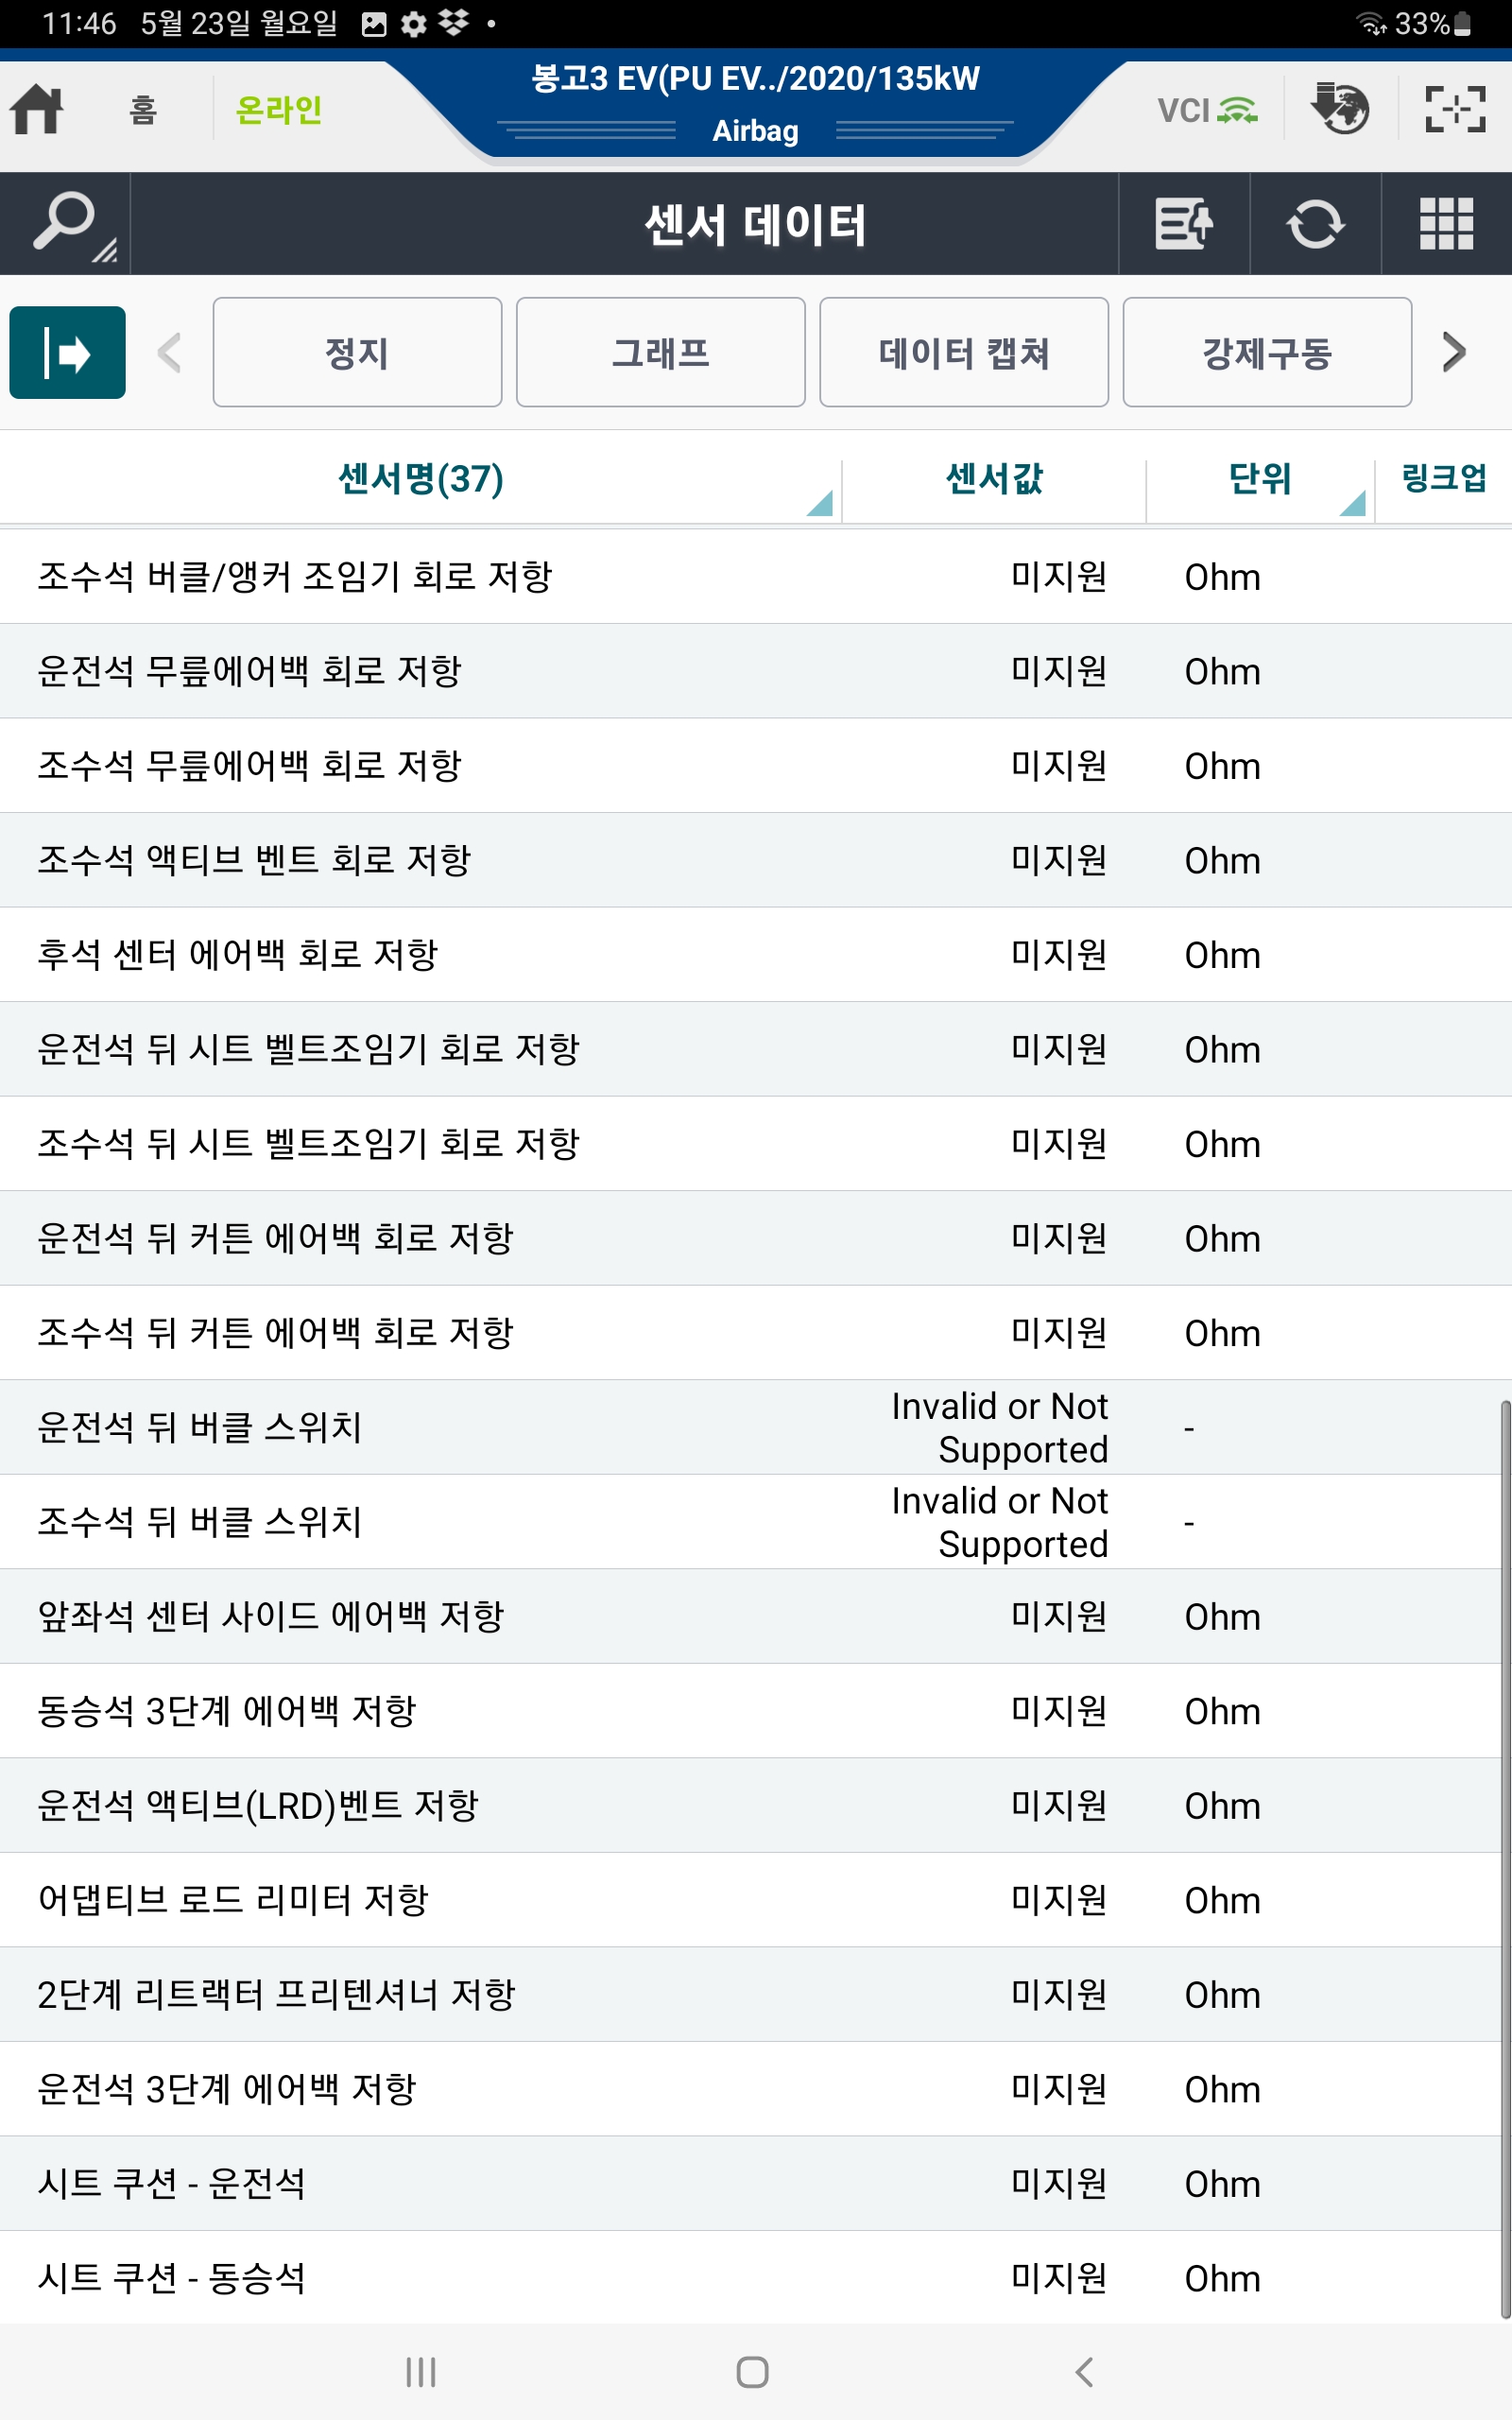 11:46 5월 23일 월요일
33%
봉고3 EV(PU EV../2020/135kW
홈 온라인
Airbag
VCI
센서 데이터
정지 그래프 데이터 캡쳐 강제구동
센서명(37) 센서값 단위 링크업
조수석 버클/앵커 조임기 회로 저항 미지원 Ohm
운전석 무릎에어백 회로 저항 미지원 Ohm
조수석 무릎에어백 회로 저항 미지원 Ohm
조수석 액티브 벤트 회로 저항 미지원 Ohm
후석 센터 에어백 회로 저항 미지원 Ohm
운전석 뒤 시트 벨트조임기 회로 저항 미지원 Ohm
조수석 뒤 시트 벨트조임기 회로 저항 미지원 Ohm
운전석 뒤 커튼 에어백 회로 저항 미지원 Ohm
조수석 뒤 커튼 에어백 회로 저항 미지원 Ohm
운전석 뒤 버클 스위치 Invalid or Not
Supported -
조수석 뒤 버클 스위치 Invalid or Not
Supported -
앞좌석 센터 사이드 에어백 저항 미지원 Ohm
동승석 3단계 에어백 저항 미지원 Ohm
운전석 액티브(LRD)벤트 저항 미지원 Ohm
어댑티브 로드 리미터 저항 미지원 Ohm
2단계 리트랙터 프리텐셔너 저항 미지원 Ohm
운전석 3단계 에어백 저항 미지원 Ohm
시트 쿠션 - 운전석 미지원 Ohm
시트 쿠션 - 동승석 미지원 Ohm